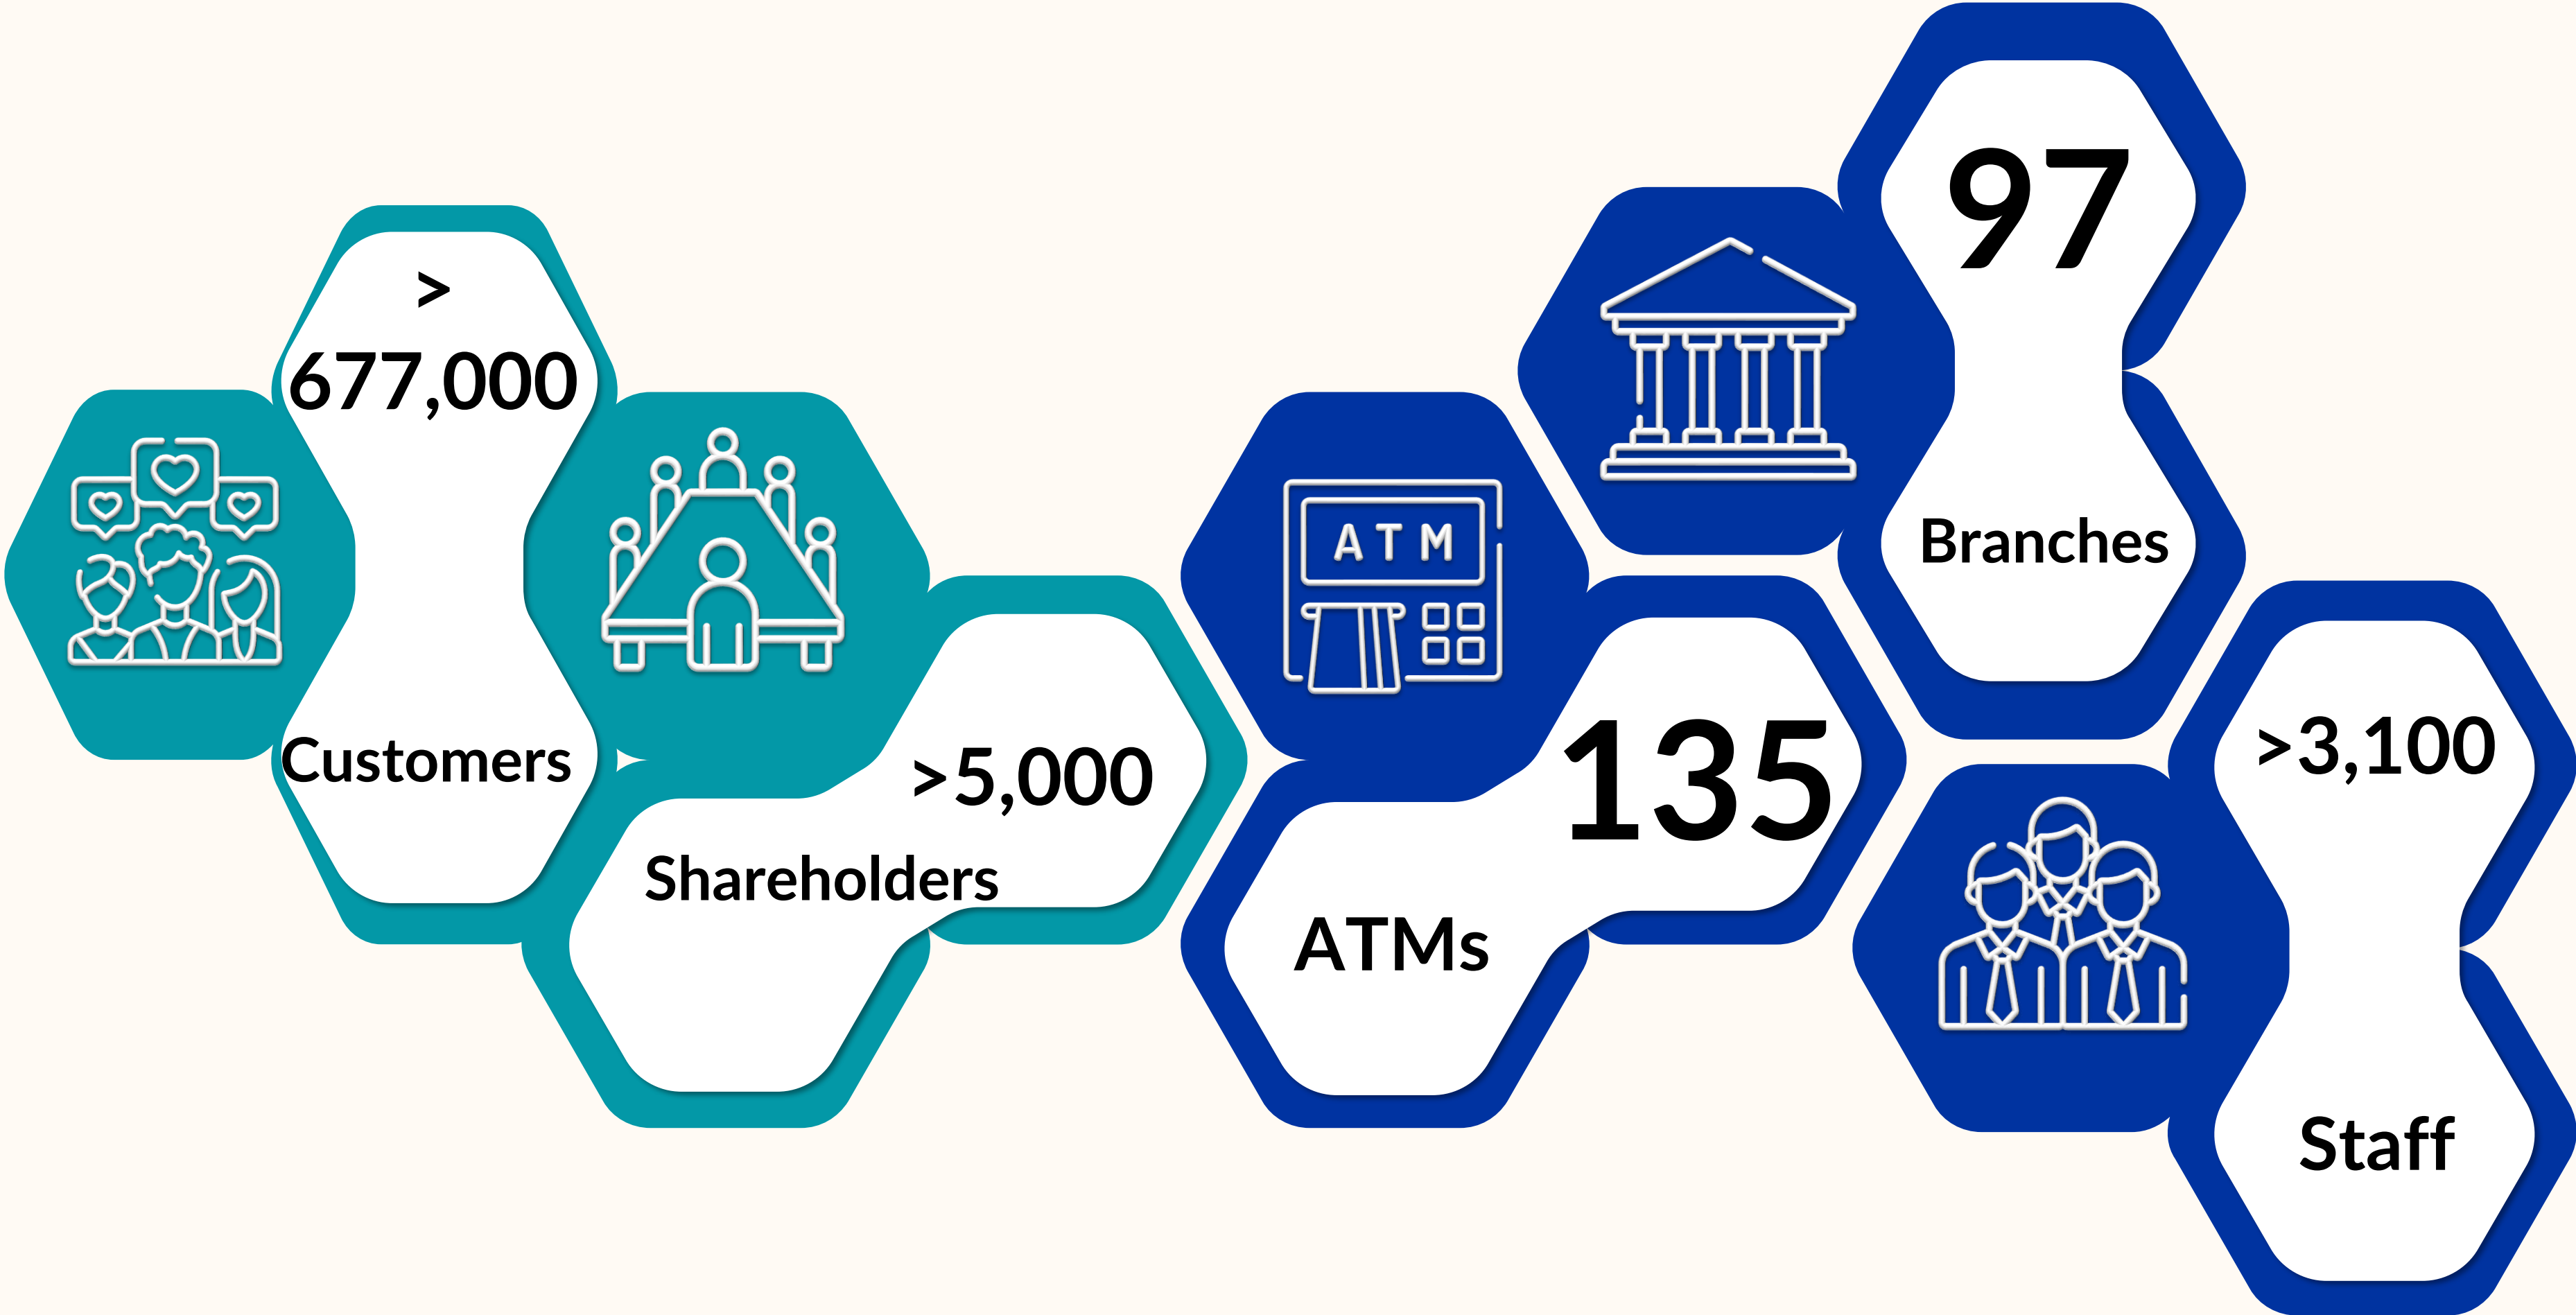 >
677,000
Customers
>5,000
Shareholders
ATM
135
ATMs
97
Branches
>3,100
Staff